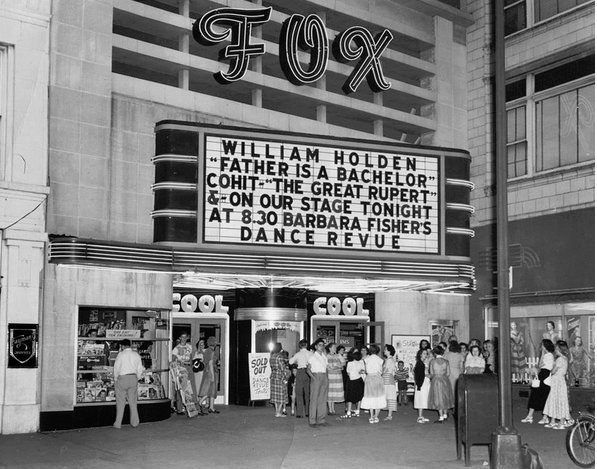 FOX
WILLIAM HOLDEN
"FATHER IS A BACHELOR"
COHIT-"THE GREAT RUPERT"
&-ON OUR STAGE TONIGHT
AT 8.30 BARBARA FISHER'S
DANCE REVUE
COOL
COOL
SOLD
OUT